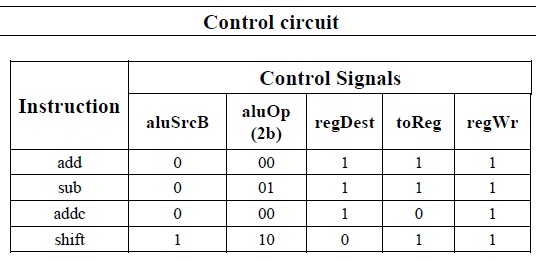 Control circuit
Instruction Control Signals
aluSrcB aluOp (2b) regDest toReg regWr
add 0 00 1 1 1
sub 0 01 1 1 1
addc 0 00 1 0 1
shift 1 10 0 1 1